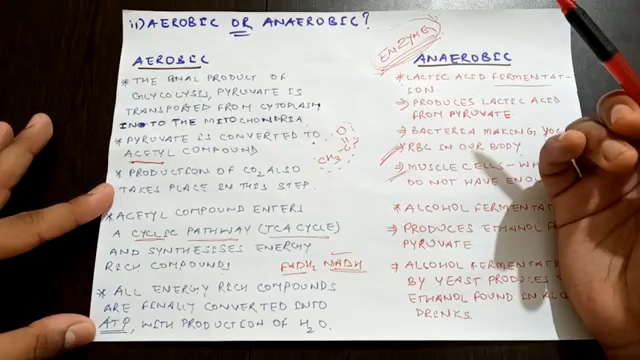 ii) AEROBIC OR ANAEROBIC?
ENZYME
AEROBIC
* THE FINAL PRODUCT OF
GLYCOLYSIS, PYRUVATE IS
TRANSPORTED FROM CYTOPLASM
INTO THE MITOCHONDRIA
* PYRUVATE IS CONVERTED TO
ACETYL COMPOUND
O
CH3
* PRODUCTION OF CO2 ALSO
TAKES PLACE IN THIS STEP.
* ACETYL COMPOUND ENTERS
A CYCLIC PATHWAY (TCA CYCLE)
AND SYNTHESISES ENERGY
RICH COMPOUNDS
FADH2 NADH
* ALL ENERGY RICH COMPOUNDS
ARE FINALLY CONVERTED INTO
ATP, WITH PRODUCTION OF H2O.
ANAEROBIC
* LACTIC ACID FERMENTAT-
ION
→ PRODUCES LACTIC ACID
FROM PYRUVATE
→ BACTERIA MAKING
→ RBC IN OUR BODY
→ MUSCLE CELLS -
DO NOT HAVE
* ALCOHOL
→ PRODUCES ETHANOL
PYRUVATE
→ ALCOHOL
BY YEAST PRODUCES
ETHANOL FOUND IN
DRINKS.